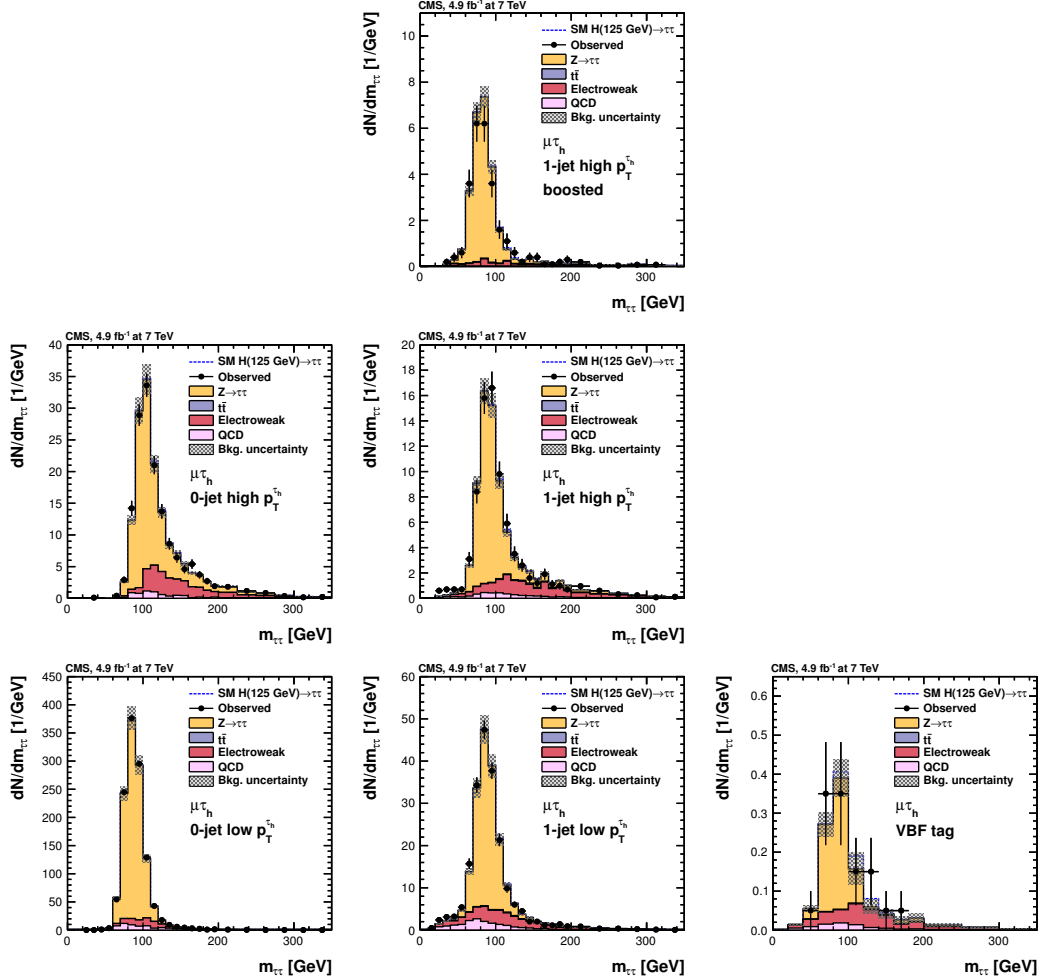 CMS, 4.9 fb⁻¹ at 7 TeV
dN/dm_ττ [1/GeV]
10
8
6
4
2
0
SM H(125 GeV)→ττ
Observed
Z→ττ
tt̄
Electroweak
QCD
Bkg. uncertainty
μτ_h
1-jet high p_T^τ_h
boosted
0 100 200 300
m_ττ [GeV]
CMS, 4.9 fb⁻¹ at 7 TeV
dN/dm_ττ [1/GeV]
40
35
30
25
20
15
10
5
0
SM H(125 GeV)→ττ
Observed
Z→ττ
tt̄
Electroweak
QCD
Bkg. uncertainty
μτ_h
0-jet high p_T^τ_h
0 100 200 300
m_ττ [GeV]
CMS, 4.9 fb⁻¹ at 7 TeV
dN/dm_ττ [1/GeV]
20
18
16
14
12
10
8
6
4
2
0
SM H(125 GeV)→ττ
Observed
Z→ττ
tt̄
Electroweak
QCD
Bkg. uncertainty
μτ_h
1-jet high p_T^τ_h
0 100 200 300
m_ττ [GeV]
CMS, 4.9 fb⁻¹ at 7 TeV
dN/dm_ττ [1/GeV]
450
400
350
300
250
200
150
100
50
0
SM H(125 GeV)→ττ
Observed
Z→ττ
tt̄
Electroweak
QCD
Bkg. uncertainty
μτ_h
0-jet low p_T^τ_h
0 100 200 300
m_ττ [GeV]
CMS, 4.9 fb⁻¹ at 7 TeV
dN/dm_ττ [1/GeV]
60
50
40
30
20
10
0
SM H(125 GeV)→ττ
Observed
Z→ττ
tt̄
Electroweak
QCD
Bkg. uncertainty
μτ_h
1-jet low p_T^τ_h
0 100 200 300
m_ττ [GeV]
CMS, 4.9 fb⁻¹ at 7 TeV
dN/dm_ττ [1/GeV]
0.6
0.5
0.4
0.3
0.2
0.1
0.0
SM H(125 GeV)→ττ
Observed
Z→ττ
tt̄
Electroweak
QCD
Bkg. uncertainty
μτ_h
VBF tag
0 100 200 300
m_ττ [GeV]